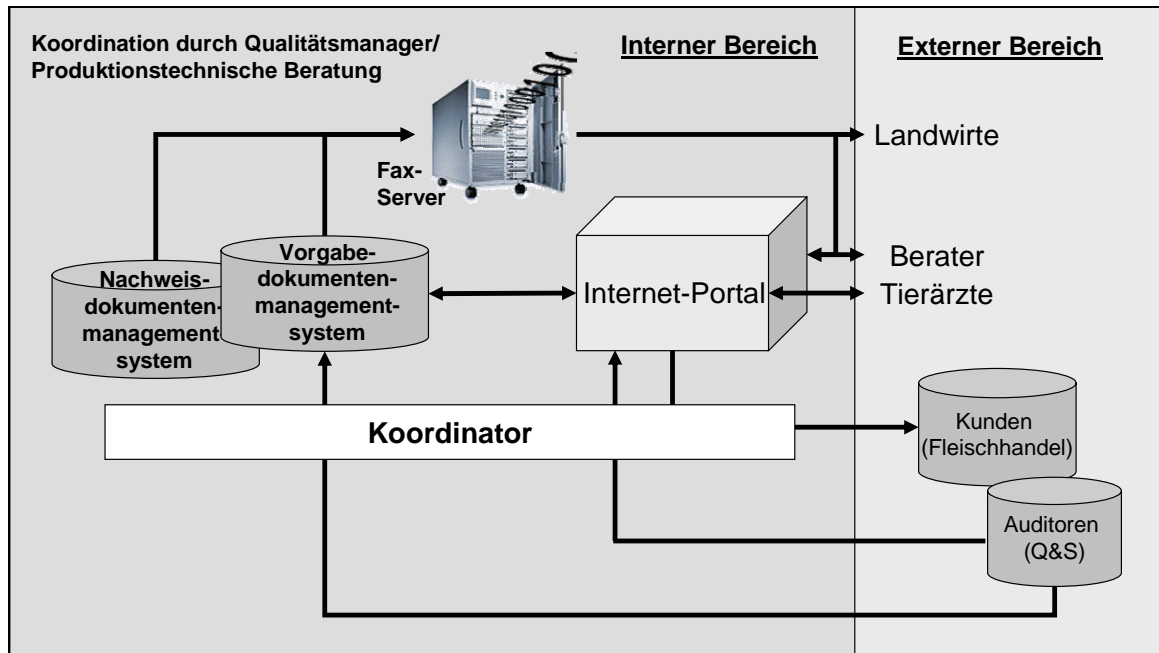 Koordination durch Qualitätsmanager/
Produktionstechnische Beratung
Interner Bereich
Externer Bereich
Fax-
Server
Landwirte
Nachweis-
dokumenten-
management
system
Vorgabe-
dokumenten-
management-
system
Internet-Portal
Berater
Tierärzte
Koordinator
Kunden
(Fleischhandel)
Auditoren
(Q&S)